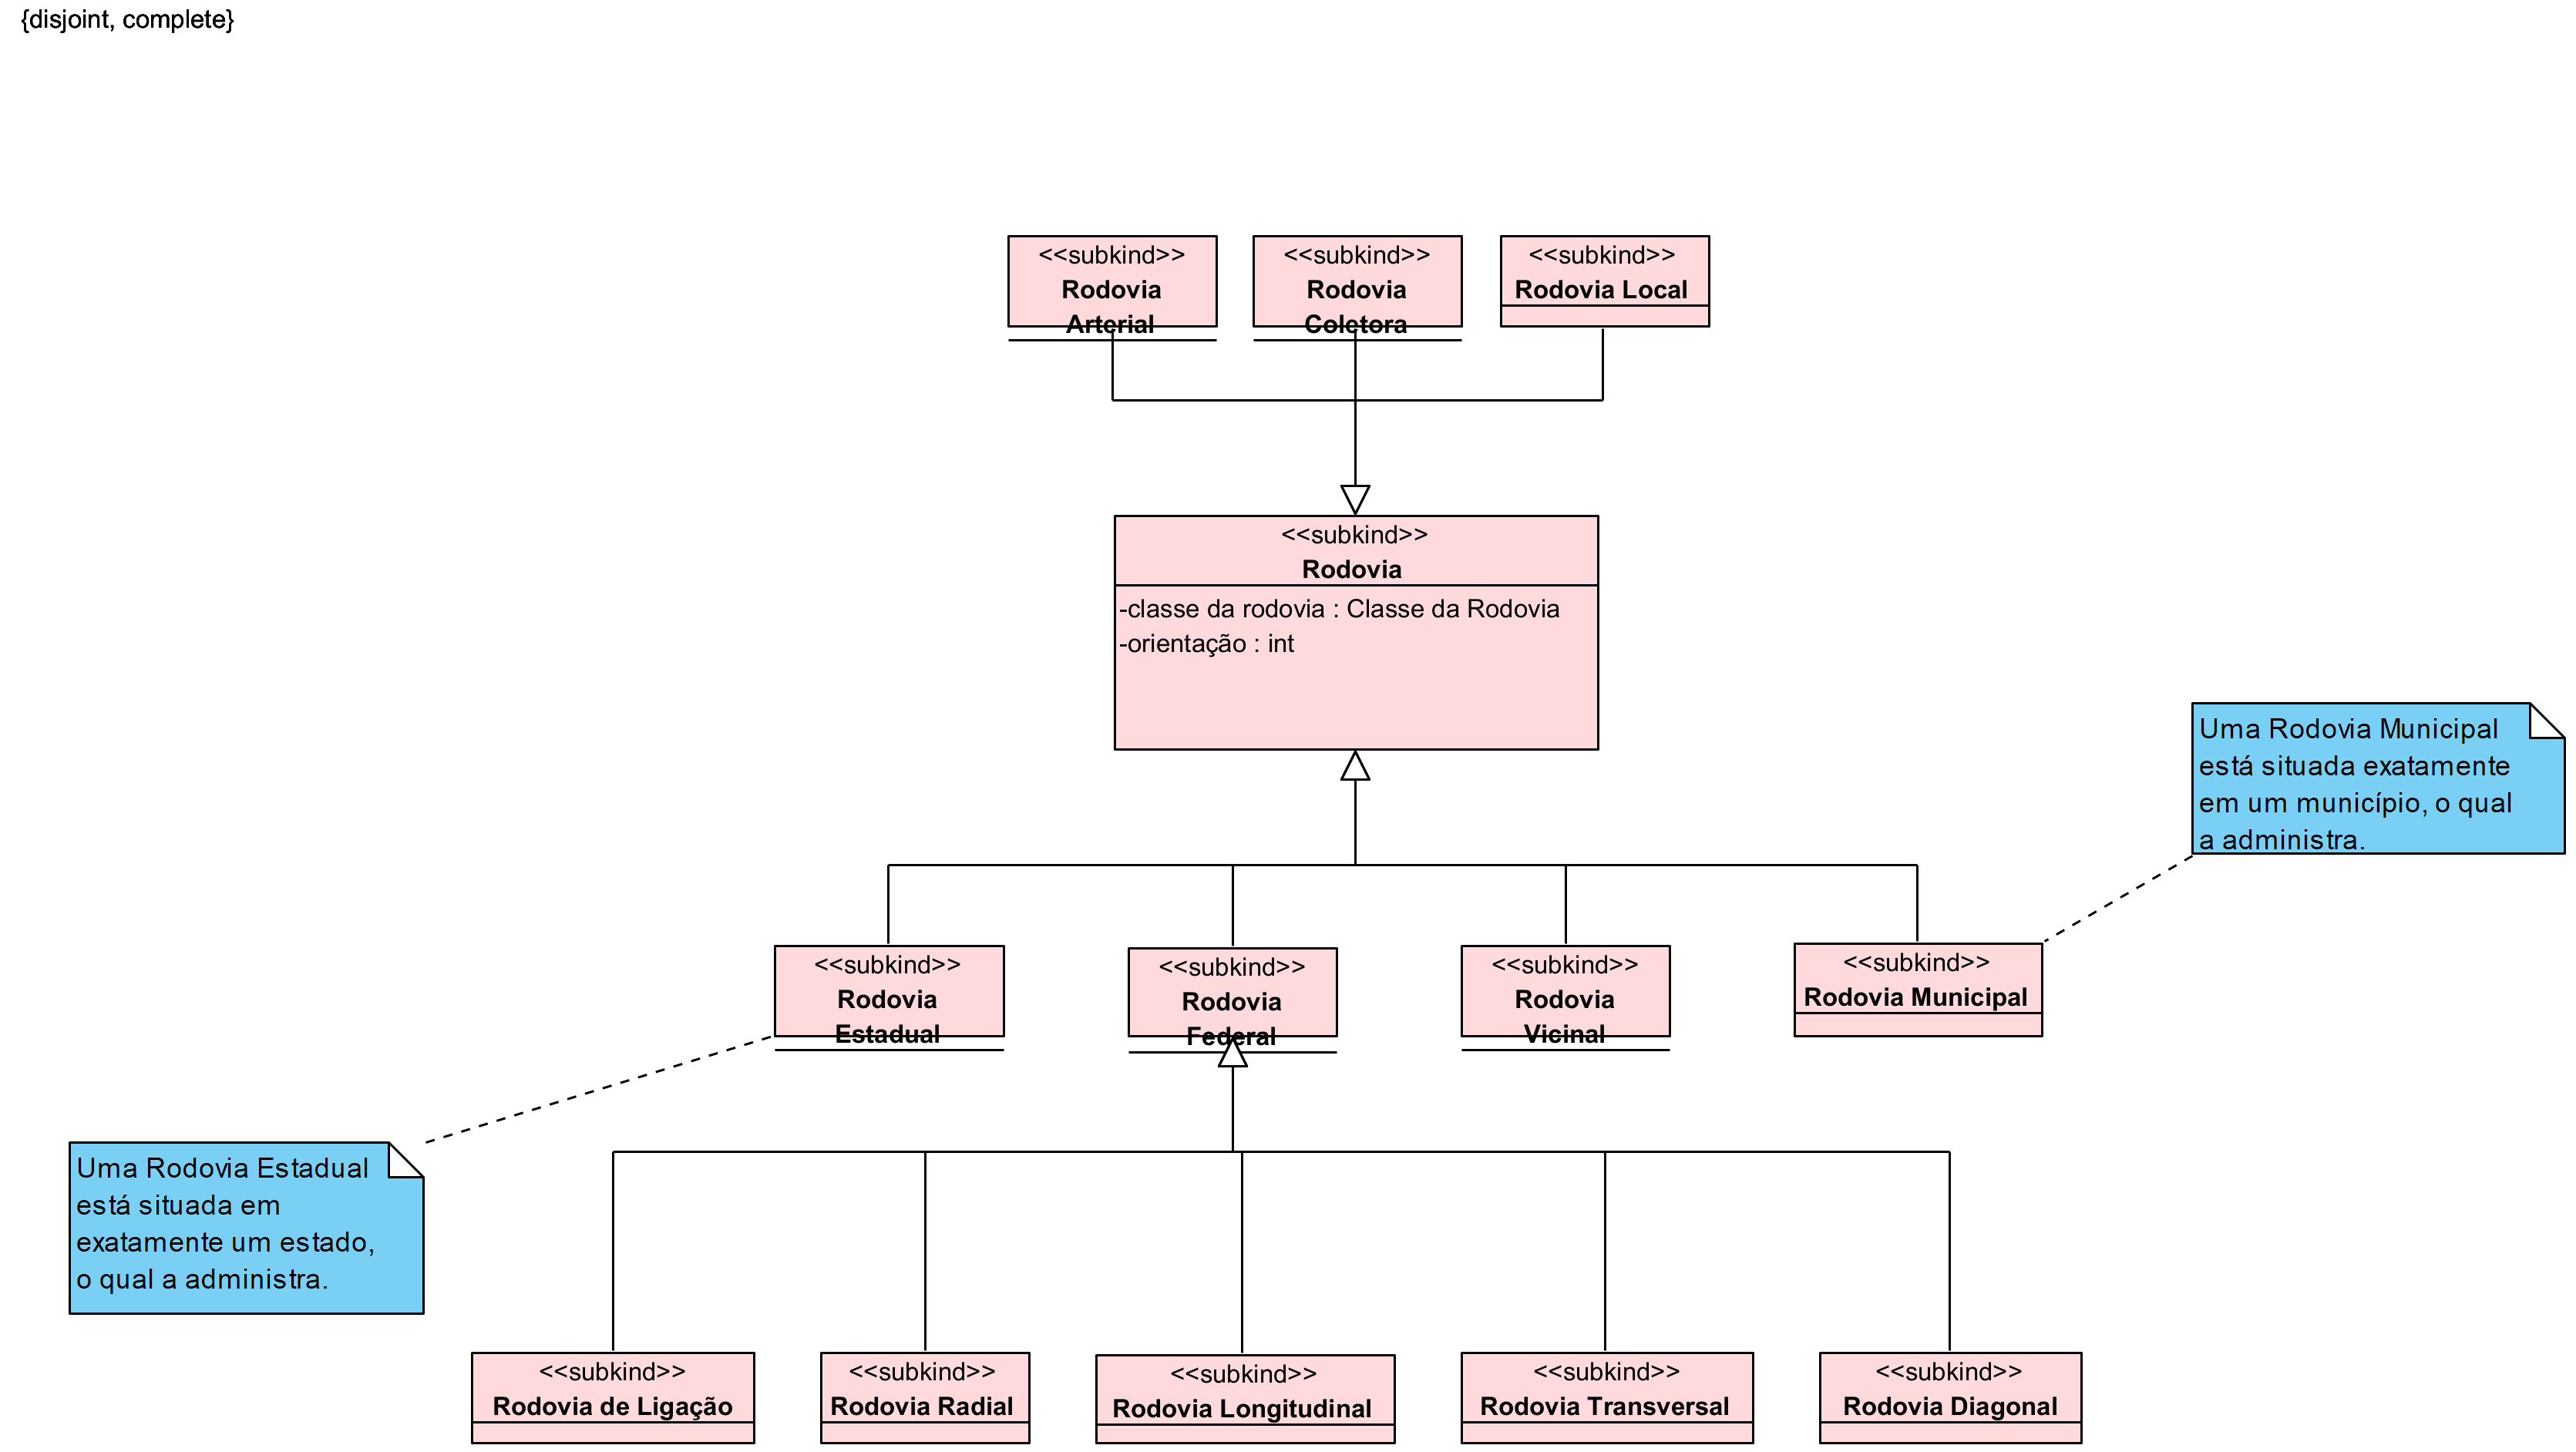 {disjoint, complete}
<<subkind>>
Rodovia
Arterial
<<subkind>>
Rodovia
Coletora
<<subkind>>
Rodovia Local
<<subkind>>
Rodovia
-classe da rodovia : Classe da Rodovia
-orientação : int
Uma Rodovia Municipal
está situada exatamente
em um município, o qual
a administra.
<<subkind>>
Rodovia
Estadual
<<subkind>>
Rodovia
Federal
<<subkind>>
Rodovia
Vicinal
<<subkind>>
Rodovia Municipal
Uma Rodovia Estadual
está situada em
exatamente um estado,
o qual a administra.
<<subkind>>
Rodovia de Ligação
<<subkind>>
Rodovia Radial
<<subkind>>
Rodovia Longitudinal
<<subkind>>
Rodovia Transversal
<<subkind>>
Rodovia Diagonal